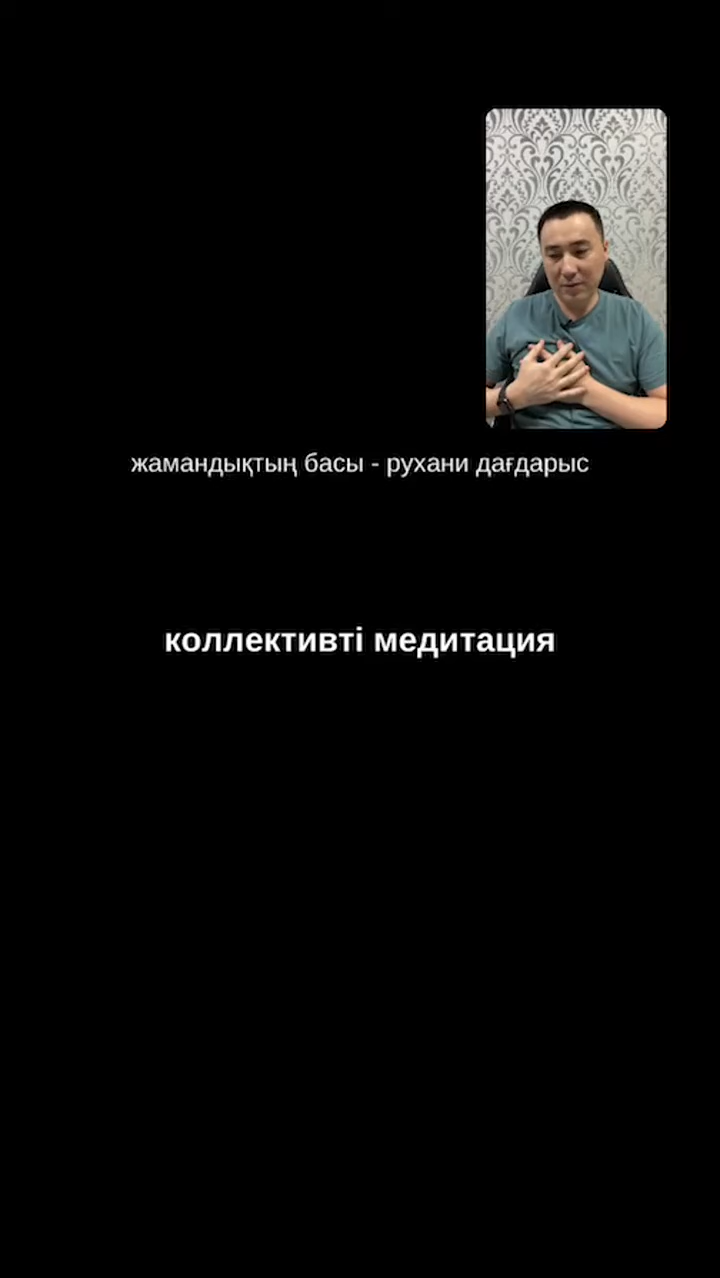 жамандықтың басы - рухани дағдарыс
коллективті медитация